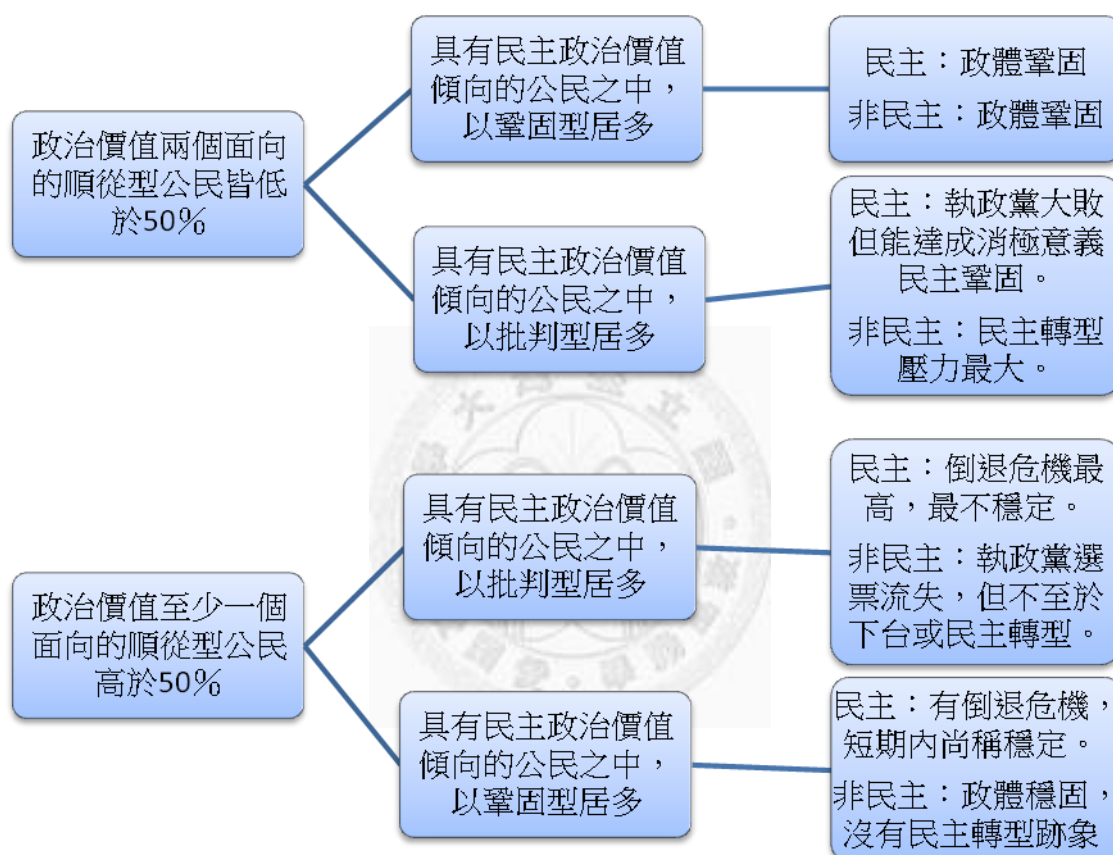 政治價值兩個面向
的順從型公民皆低
於50%
具有民主政治價值
傾向的公民之中，
以鞏固型居多
民主：政體鞏固
非民主：政體鞏固
具有民主政治價值
傾向的公民之中，
以批判型居多
民主：執政黨大敗
但能達成消極意義
民主鞏固。
非民主：民主轉型
壓力最大。
政治價值至少一個
面向的順從型公民
高於50%
具有民主政治價值
傾向的公民之中，
以批判型居多
民主：倒退危機最
高，最不穩定。
非民主：執政黨選
票流失，但不至於
下台或民主轉型。
具有民主政治價值
傾向的公民之中，
以鞏固型居多
民主：有倒退危機，
短期內尚稱穩定。
非民主：政體穩固，
沒有民主轉型跡象